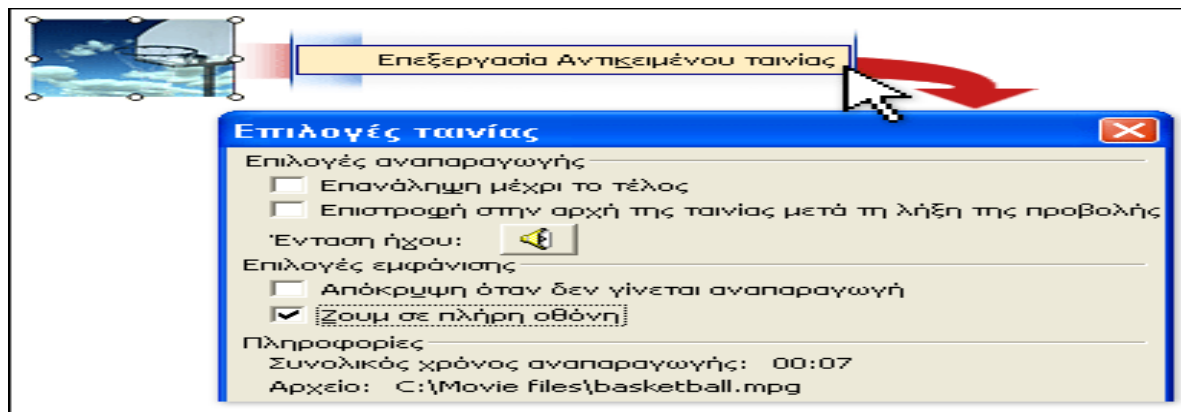 Επεξεργασία Αντικειμένου ταινίας
Επιλογές ταινίας
Επιλογές αναπαραγωγής
Επανάληψη μέχρι το τέλος
Επιστροφή στην αρχή της ταινίας μετά τη λήξη της προβολής
Ένταση ήχου:
Επιλογές εμφάνισης
Απόκρυψη όταν δεν γίνεται αναπαραγωγή
Ζουμ σε πλήρη οθόνη
Πληροφορίες
Συνολικός χρόνος αναπαραγωγής: 00:07
Αρχείο: C:\Movie files\basketball.mpg